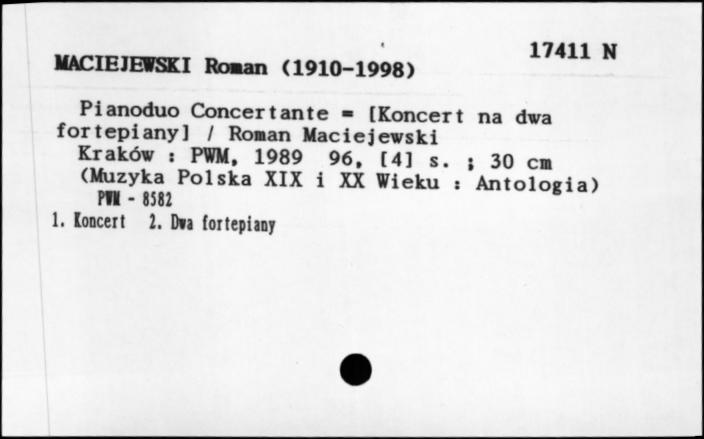 17411 N
MACIEJEWSKI Roman (1910-1998)
Pianoduo Concertante = [Koncert na dwa
fortepiany] / Roman Maciejewski
Kraków : PWM, 1989 96, [4] s. ; 30 cm
(Muzyka Polska XIX i XX Wieku : Antologia)
PWM - 8582
1. Koncert 2. Dwa fortepiany